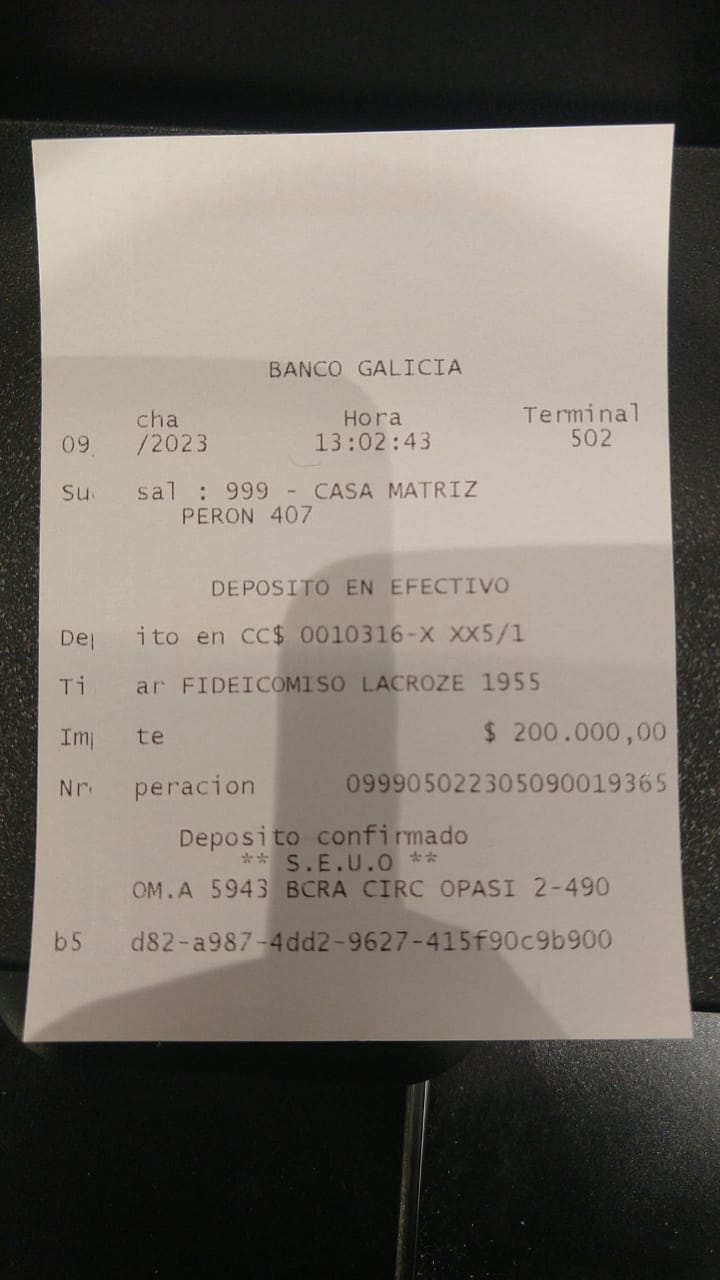 BANCO GALICIA
cha Hora Terminal
09 /2023 13:02:43 502
Su sal : 999 - CASA MATRIZ
PERON 407
DEPOSITO EN EFECTIVO
De ito en CC$ 0010316-X XX5/1
Ti ar FIDEICOMISO LACROZE 1955
Im te $ 200.000,00
Nr peracion 099905022305090019365
Deposito confirmado
** S.E.U.O **
OM.A 5943 BCRA CIRC OPASI 2-490
b5 d82-a987-4dd2-9627-415f90c9b900